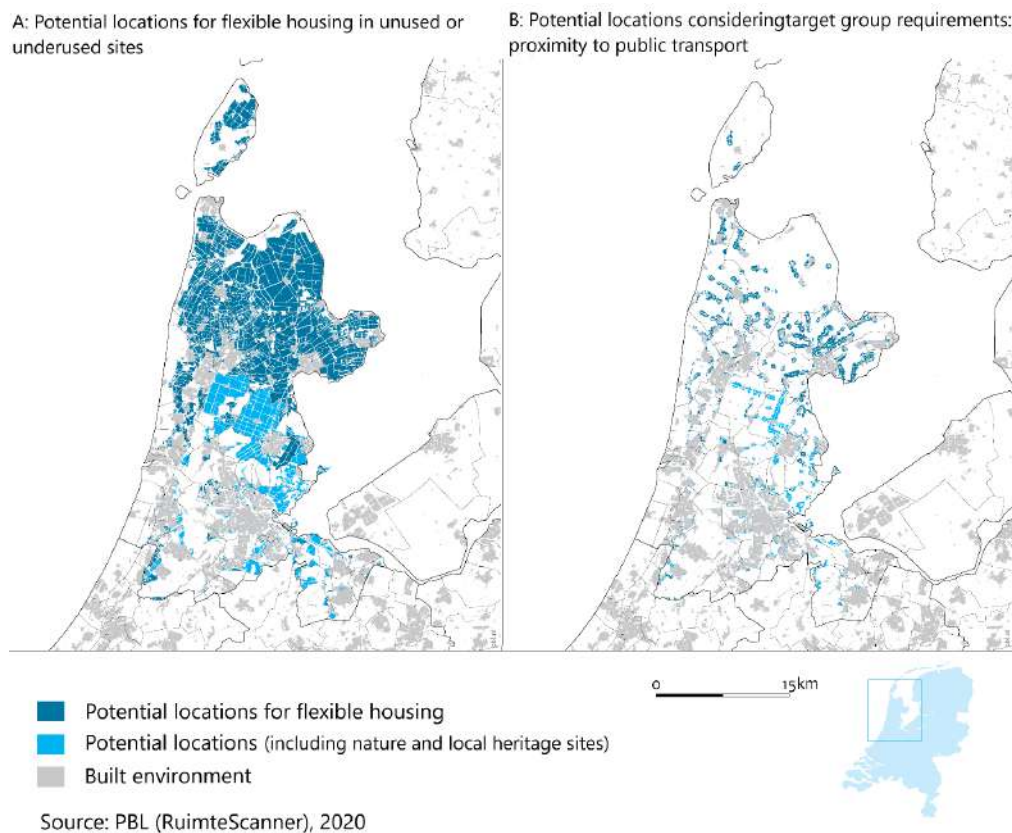 A: Potential locations for flexible housing in unused or
underused sites
B: Potential locations consideringtarget group requirements:
proximity to public transport
0 15km
Potential locations for flexible housing
Potential locations (including nature and local heritage sites)
Built environment
Source: PBL (RuimteScanner), 2020